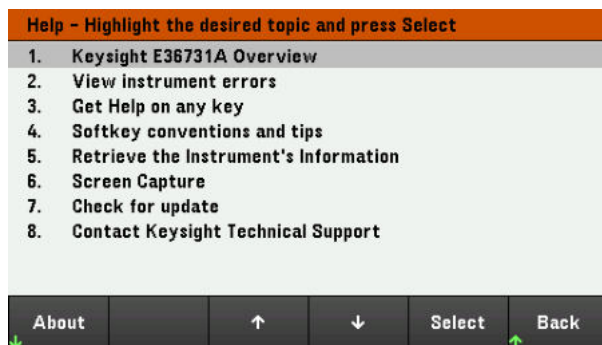 Help - Highlight the desired topic and press Select
1. Keysight E36731A Overview
2. View instrument errors
3. Get Help on any key
4. Softkey conventions and tips
5. Retrieve the Instrument's Information
6. Screen Capture
7. Check for update
8. Contact Keysight Technical Support
About ↑ ↓ Select Back